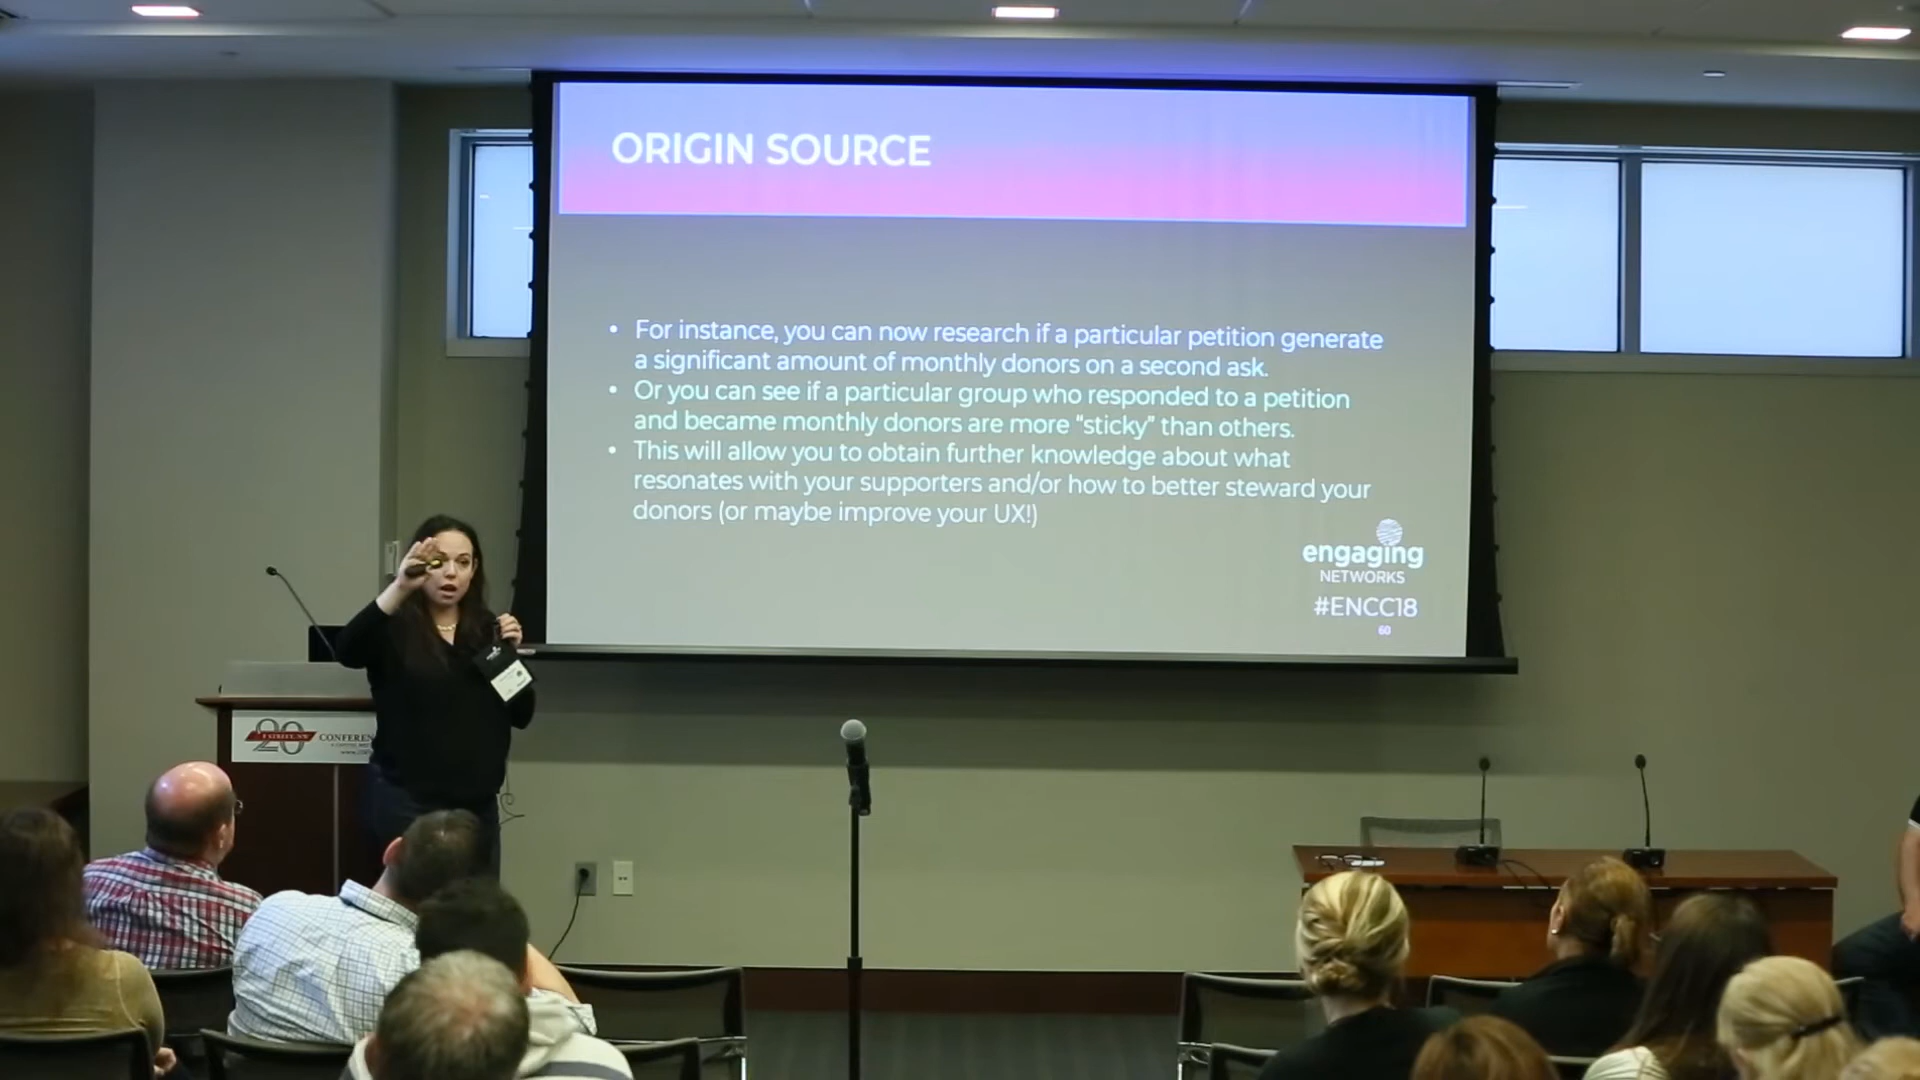 ORIGIN SOURCE
• For instance, you can now research if a particular petition generate
a significant amount of monthly donors on a second ask.
• Or you can see if a particular group who responded to a petition
and became monthly donors are more “sticky” than others.
• This will allow you to obtain further knowledge about what
resonates with your supporters and/or how to better steward your
donors (or maybe improve your UX!)
engaging
NETWORKS
#ENCC18
60
20
F STREET, NW
CONFEREN